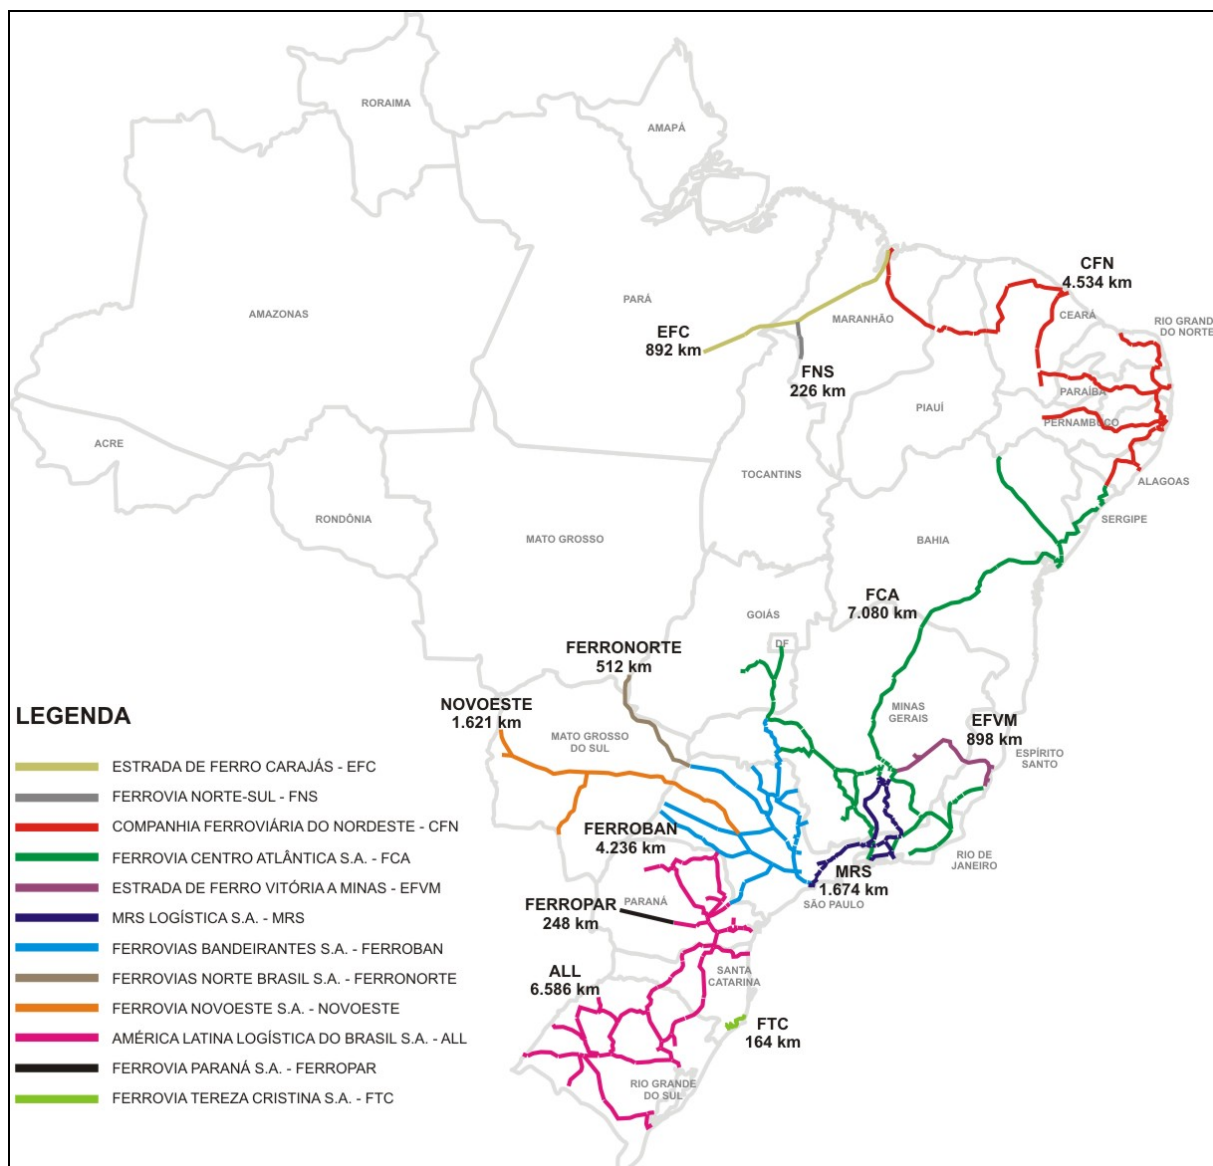 RORAIMA
AMAPÁ
CFN
4.534 km
AMAZONAS
PARÁ
MARANHÃO
CEARÁ
RIO GRANDE
DO NORTE
EFC
892 km
FNS
226 km
PIAUÍ
PARAÍBA
PERNAMBUCO
ACRE
TOCANTINS
ALAGOAS
RONDÔNIA
SERGIPE
MATO GROSSO
BAHIA
FCA
7.080 km
GOIÁS
DF
FERRONORTE
512 km
NOVOESTE
1.621 km
MATO GROSSO
DO SUL
MINAS
GERAIS
EFVM
898 km
ESPÍRITO
SANTO
FERROBAN
4.236 km
RIO DE
JANEIRO
MRS
1.674 km
SÃO PAULO
FERROPAR
248 km
PARANÁ
ALL
6.586 km
SANTA
CATARINA
FTC
164 km
RIO GRANDE
DO SUL
LEGENDA
ESTRADA DE FERRO CARAJÁS - EFC
FERROVIA NORTE-SUL - FNS
COMPANHIA FERROVIÁRIA DO NORDESTE - CFN
FERROVIA CENTRO ATLÂNTICA S.A. - FCA
ESTRADA DE FERRO VITÓRIA A MINAS - EFVM
MRS LOGÍSTICA S.A. - MRS
FERROVIAS BANDEIRANTES S.A. - FERROBAN
FERROVIAS NORTE BRASIL S.A. - FERRONORTE
FERROVIA NOVOESTE S.A. - NOVOESTE
AMÉRICA LATINA LOGÍSTICA DO BRASIL S.A. - ALL
FERROVIA PARANÁ S.A. - FERROPAR
FERROVIA TEREZA CRISTINA S.A. - FTC